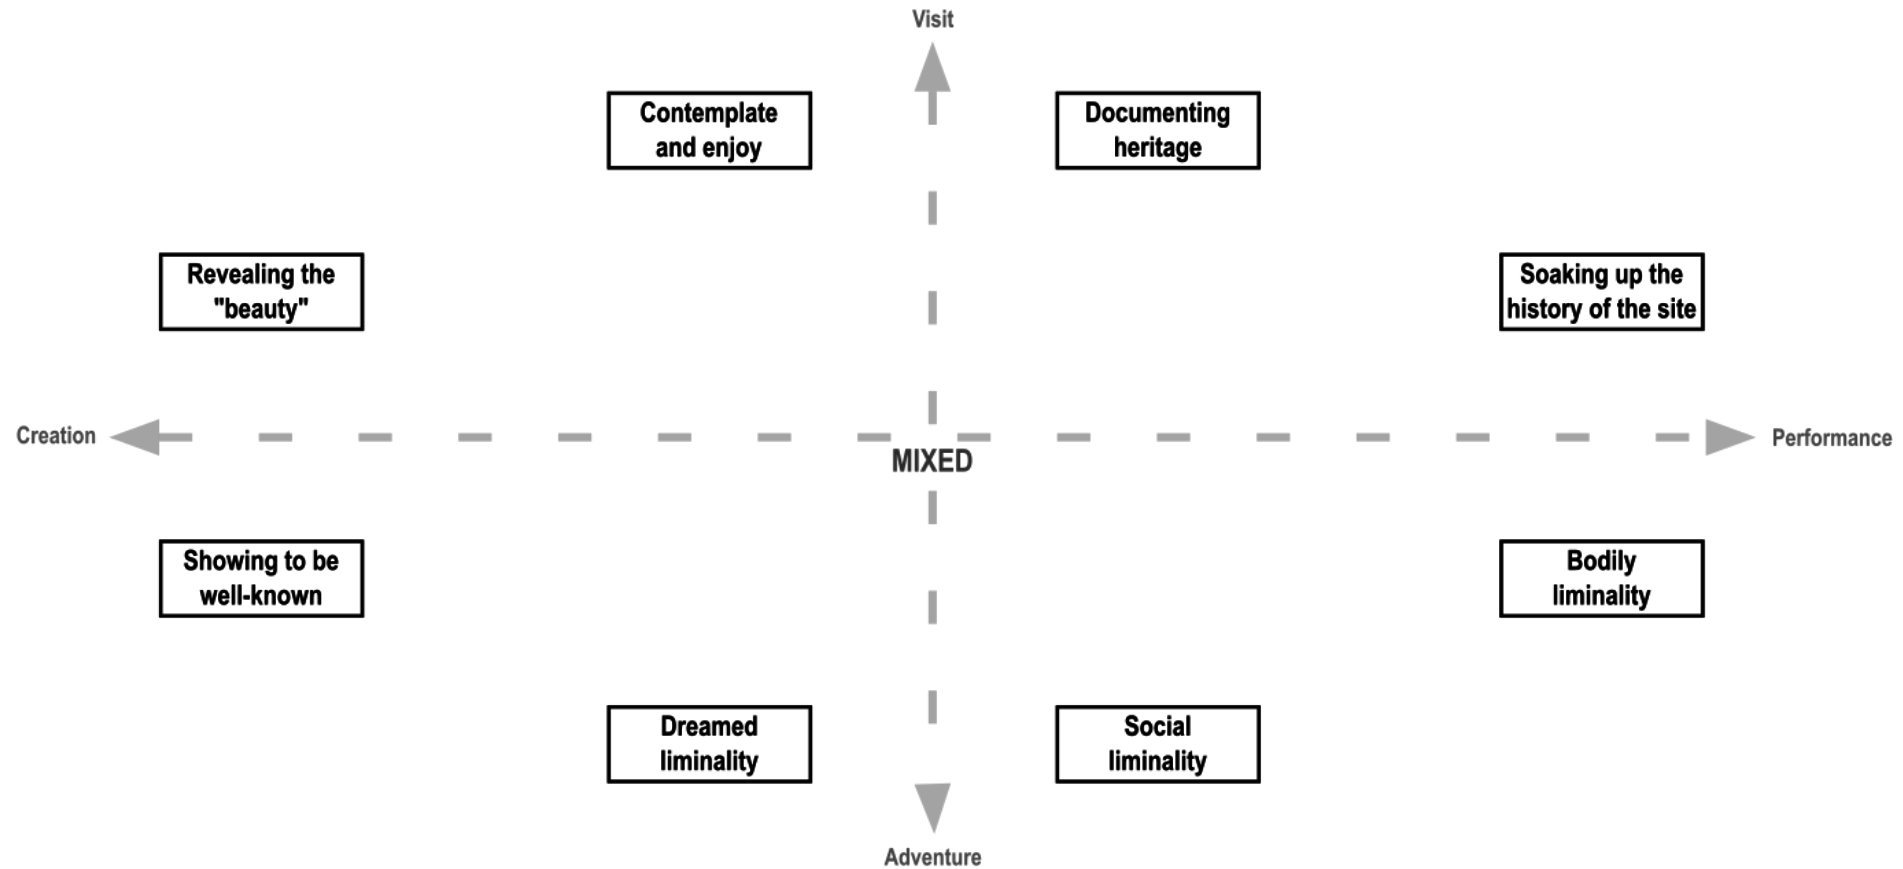 Visit
Contemplate
and enjoy
Documenting
heritage
Revealing the
"beauty"
Soaking up the
history of the site
Creation
Performance
MIXED
Showing to be
well-known
Bodily
liminality
Dreamed
liminality
Social
liminality
Adventure